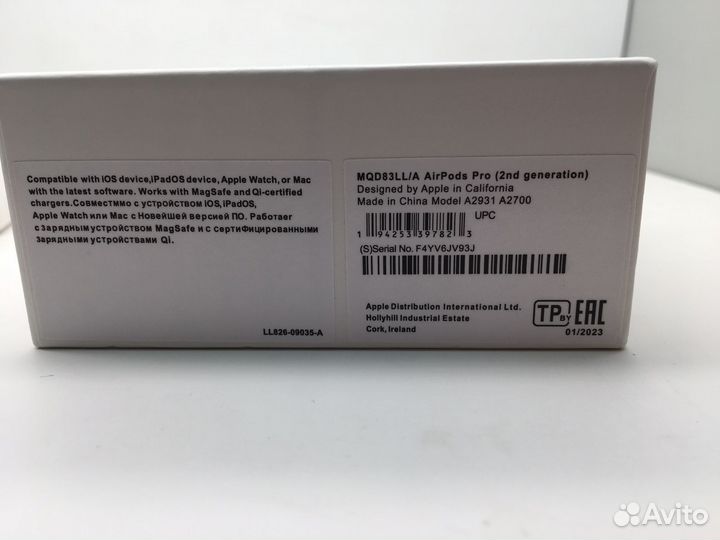 Compatible with iOS device,iPadOS device, Apple Watch, or Mac
with the latest software. Works with MagSafe and Qi-certified
chargers.Совместимо с устройством iOS, iPadOS,
Apple Watch или Mac с Новейшей версией ПО. Работает
с зарядным устройством MagSafe и с сертифицированными
зарядными устройствами Qi.
LL826-09035-A
MQD83LL/A AirPods Pro (2nd generation)
Designed by Apple in California
Made in China Model A2931 A2700
UPC
1 94253 39782 3
(S)Serial No. F4YV6JV93J
Apple Distribution International Ltd.
Hollyhill Industrial Estate
Cork, Ireland
TP BY EAC
01/2023
Avito